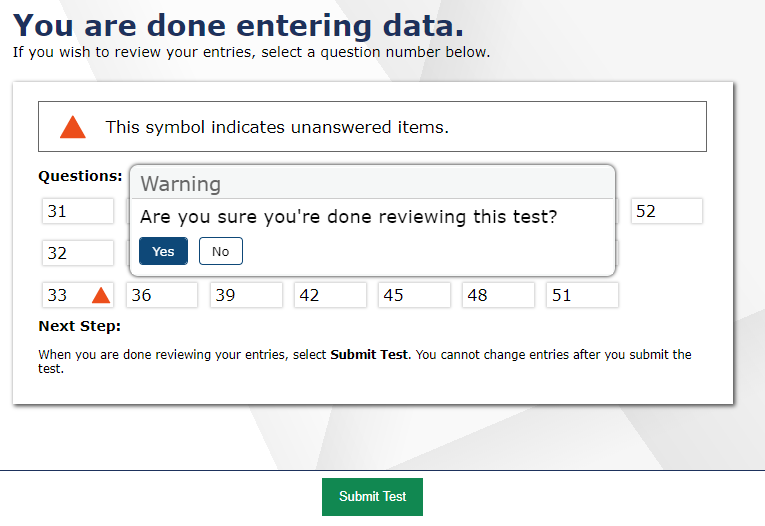 You are done entering data.
If you wish to review your entries, select a question number below.
This symbol indicates unanswered items.
Questions:
Warning
Are you sure you're done reviewing this test?
Yes No
31 52
32
33 36 39 42 45 48 51
Next Step:
When you are done reviewing your entries, select Submit Test. You cannot change entries after you submit the
test.
Submit Test